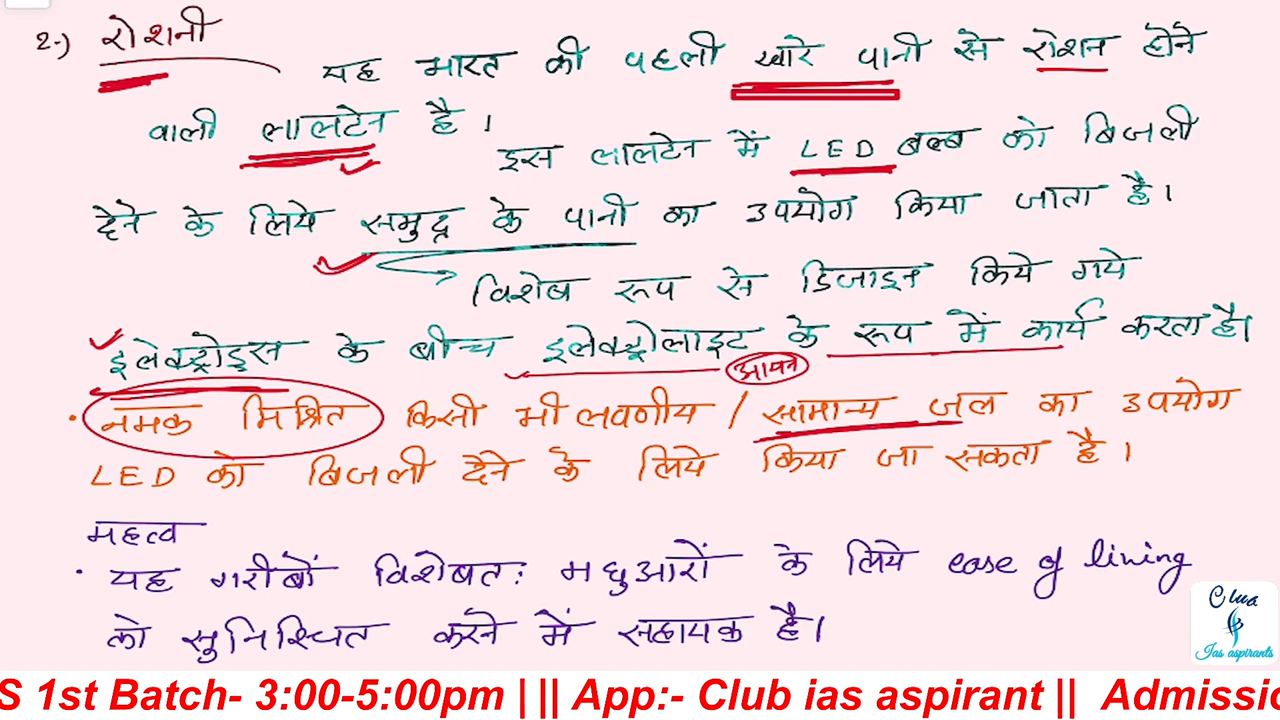 2-) रोशनी
यह भारत की पहली खारे पानी से रोशन होने
वाली लालटेन है।
इस लालटेन में LED बल्ब को बिजली
देने के लिये समुद्र के पानी का उपयोग किया जाता है।
विशेष रूप से डिजाइन किये गये
इलेक्ट्रोड्स के बीच इलेक्ट्रोलाइट के रूप में कार्य करता है।
आयन
• नमक मिश्रित किसी भी लवणीय / सामान्य जल का उपयोग
LED को बिजली देने के लिये किया जा सकता है।
महत्व
• यह गरीबों विशेषतः मधुआरों के लिये ease of living
को सुनिश्चित करने में सहायक है।
Club
Ias aspirants
S 1st Batch- 3:00-5:00pm | || App:- Club ias aspirant || Admissio